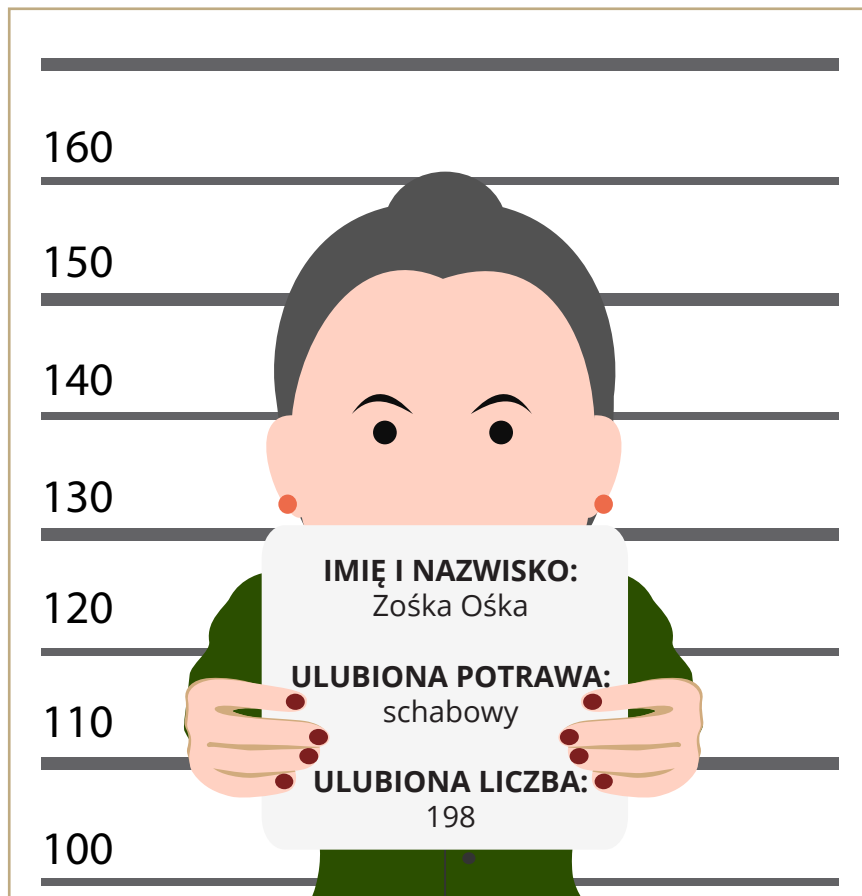 160
150
140
130
IMIĘ I NAZWISKO:
Zośka Ośka
120
ULUBIONA POTRAWA:
schabowy
110
ULUBIONA LICZBA:
198
100